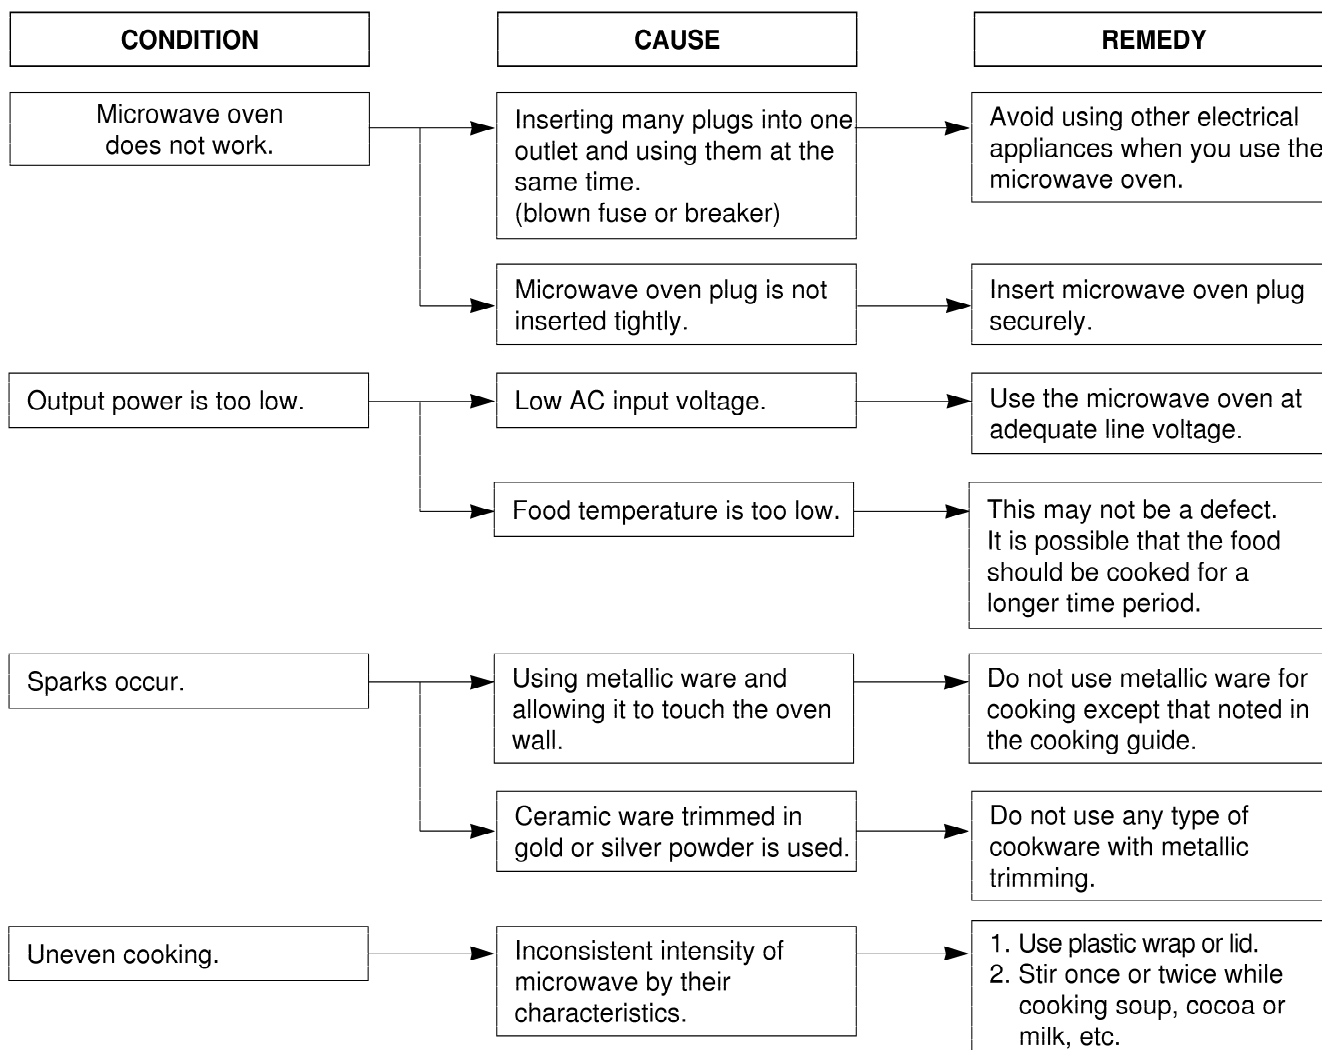 CONDITION
CAUSE
REMEDY
Microwave oven
does not work.
Inserting many plugs into one
outlet and using them at the
same time.
(blown fuse or breaker)
Avoid using other electrical
appliances when you use the
microwave oven.
Microwave oven plug is not
inserted tightly.
Insert microwave oven plug
securely.
Output power is too low.
Low AC input voltage.
Use the microwave oven at
adequate line voltage.
Food temperature is too low.
This may not be a defect.
It is possible that the food
should be cooked for a
longer time period.
Sparks occur.
Using metallic ware and
allowing it to touch the oven
wall.
Do not use metallic ware for
cooking except that noted in
the cooking guide.
Ceramic ware trimmed in
gold or silver powder is used.
Do not use any type of
cookware with metallic
trimming.
Uneven cooking.
Inconsistent intensity of
microwave by their
characteristics.
1. Use plastic wrap or lid.
2. Stir once or twice while
cooking soup, cocoa or
milk, etc.